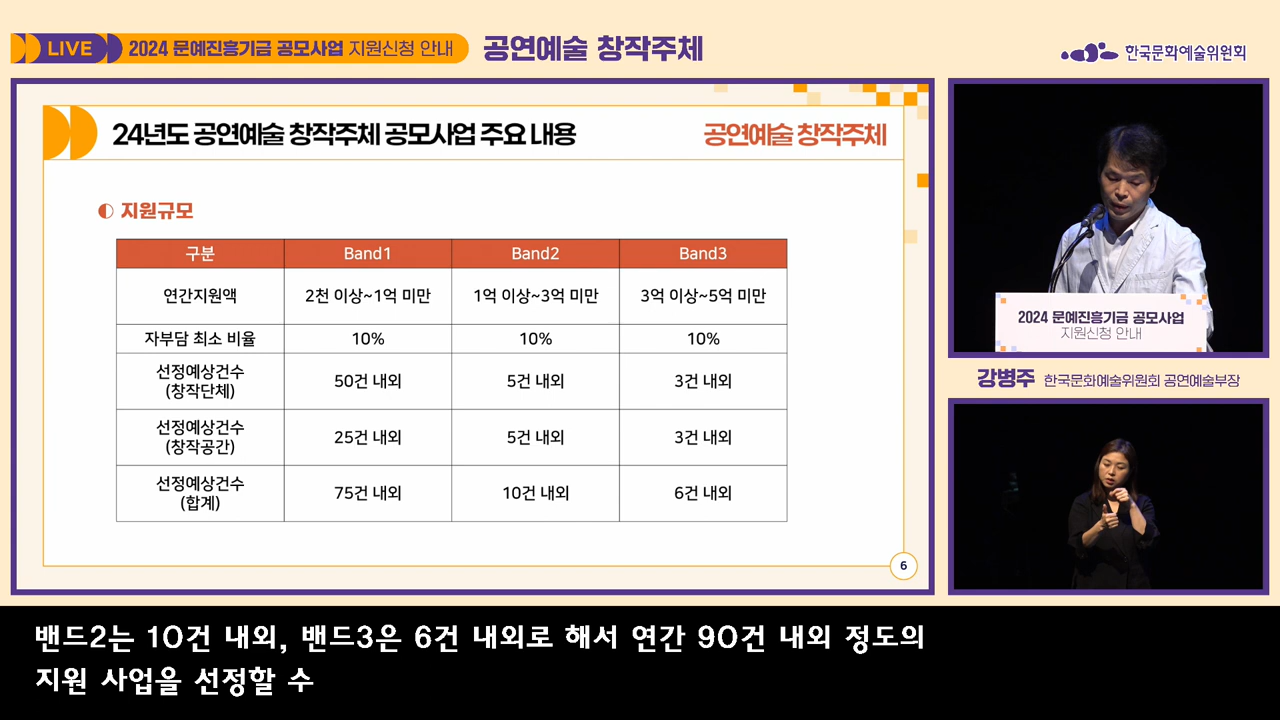 LIVE 2024 문예진흥기금 공모사업 지원신청 안내 공연예술 창작주체
한국문화예술위원회
24년도 공연예술 창작주체 공모사업 주요 내용 공연예술 창작주체
지원규모
구분 Band1 Band2 Band3
연간지원액 2천 이상~1억 미만 1억 이상~3억 미만 3억 이상~5억 미만
자부담 최소 비율 10% 10% 10%
선정예상건수
(창작단체) 50건 내외 5건 내외 3건 내외
선정예상건수
(창작공간) 25건 내외 5건 내외 3건 내외
선정예상건수
(합계) 75건 내외 10건 내외 6건 내외
6
2024 문예진흥기금 공모사업
지원신청 안내
강병주 한국문화예술위원회 공연예술부장
밴드2는 10건 내외, 밴드3은 6건 내외로 해서 연간 90건 내외 정도의
지원 사업을 선정할 수